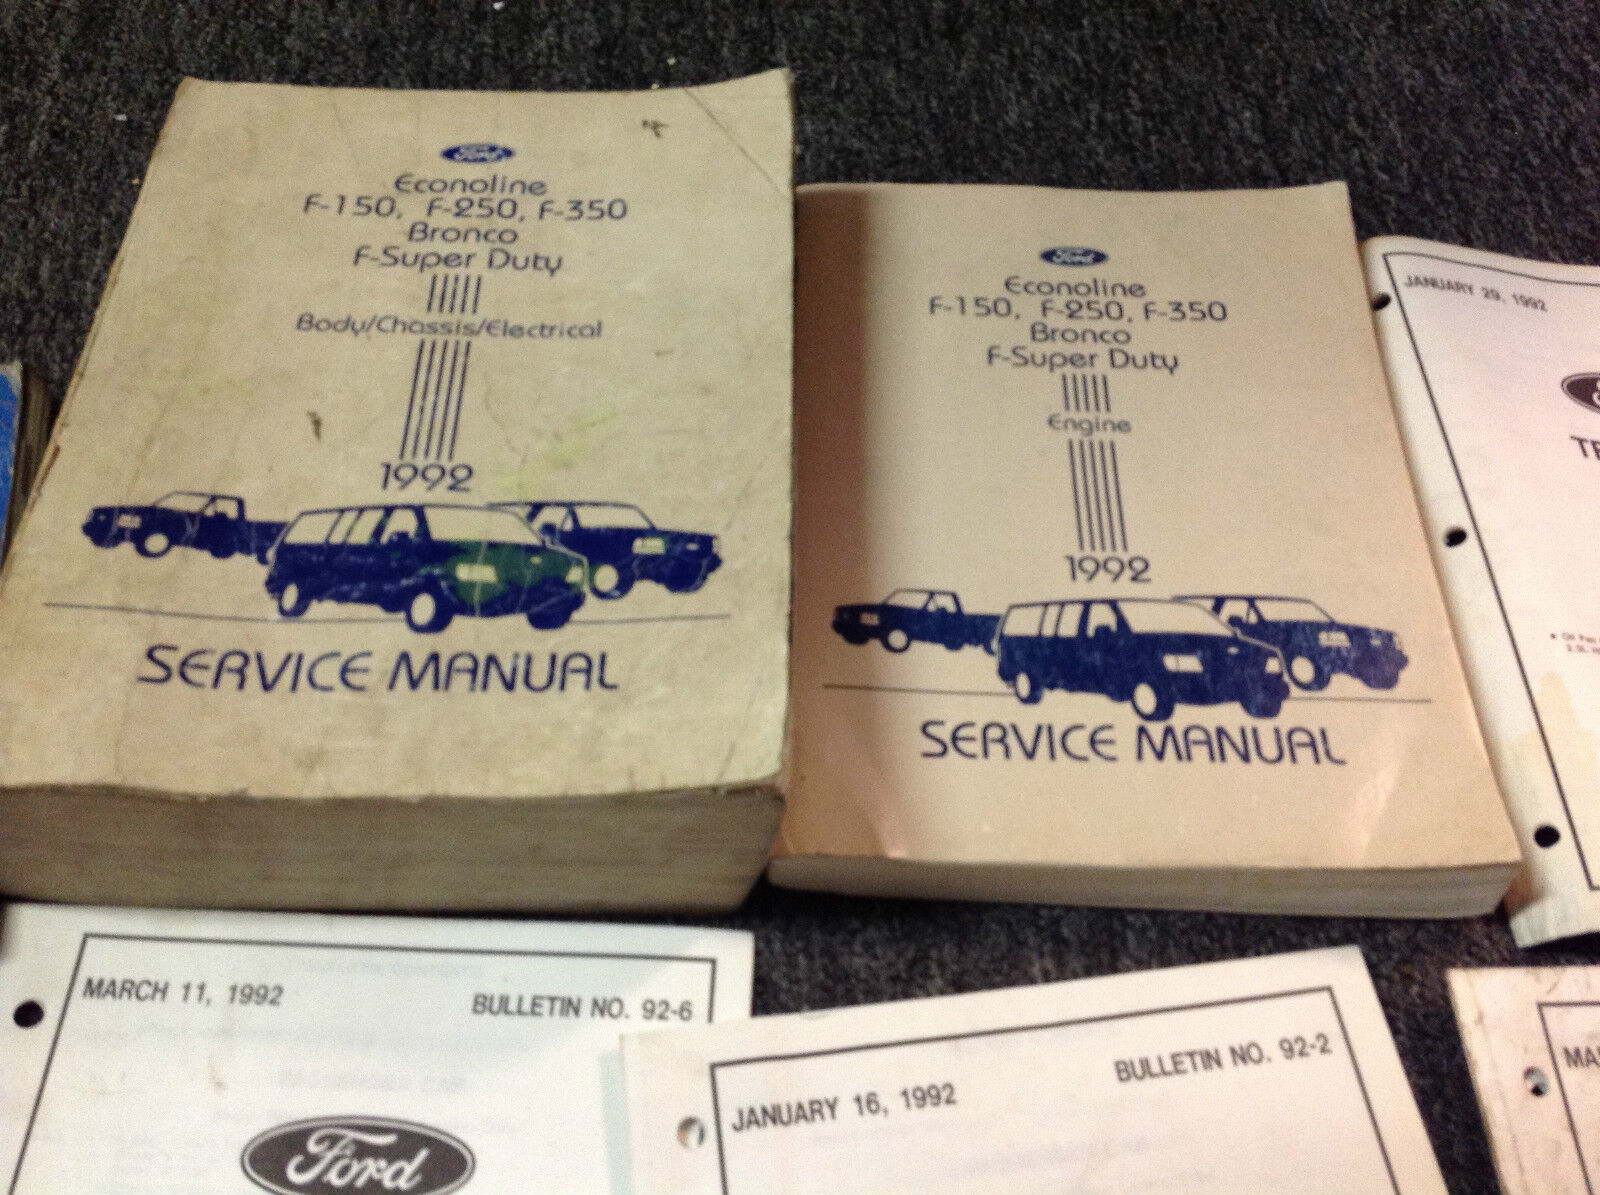 Ford
Econoline
F-150, F-250, F-350
Bronco
F-Super Duty
Body/Chassis/Electrical
1992
SERVICE MANUAL
Ford
Econoline
F-150, F-250, F-350
Bronco
F-Super Duty
Engine
1992
SERVICE MANUAL
JANUARY 29, 1992
MARCH 11, 1992
BULLETIN NO. 92-6
Ford
JANUARY 16, 1992
BULLETIN NO. 92-2